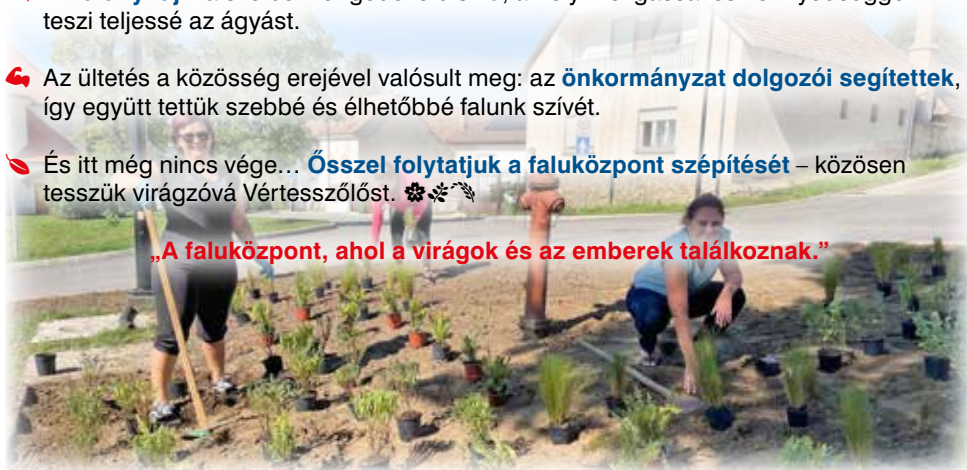 teszi teljessé az ágyást.
Az ültetés a közösség erejével valósult meg: az önkormányzat dolgozói segítettek,
így együtt tettük szebbé és élhetőbbé falunk szívét.
És itt még nincs vége… Ősszel folytatjuk a faluközpont szépítését – közösen
tesszük virágzóvá Vértesszőlőst.
„A faluközpont, ahol a virágok és az emberek találkoznak.”